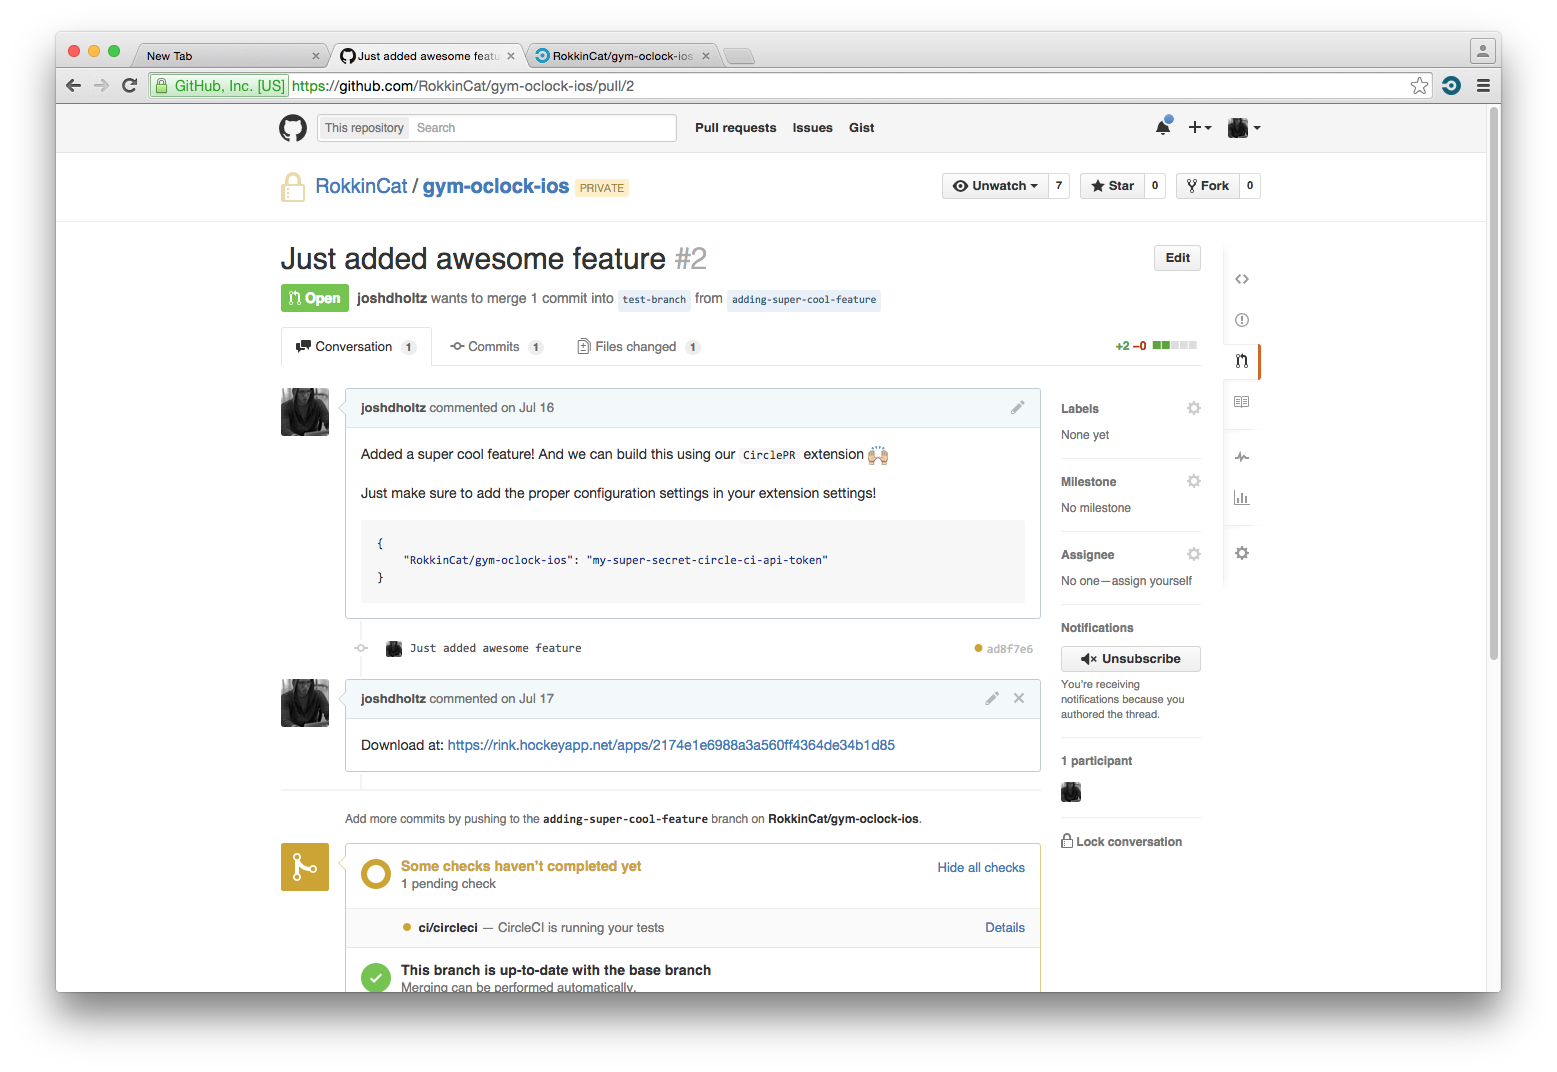 New Tab
Just added awesome featu
RokkinCat/gym-oclock-ios
GitHub, Inc. [US] https://github.com/RokkinCat/gym-oclock-ios/pull/2
This repository Search Pull requests Issues Gist
RokkinCat / gym-oclock-ios PRIVATE
Unwatch 7 Star 0 Fork 0
Just added awesome feature #2
Edit
Open joshdholtz wants to merge 1 commit into test-branch from adding-super-cool-feature
Conversation 1 Commits 1 Files changed 1 +2 −0
joshdholtz commented on Jul 16
Added a super cool feature! And we can build this using our CirclePR extension 🙌
Just make sure to add the proper configuration settings in your extension settings!
{
"RokkinCat/gym-oclock-ios": "my-super-secret-circle-ci-api-token"
}
Just added awesome feature ad8f7e6
joshdholtz commented on Jul 17
Download at: https://rink.hockeyapp.net/apps/2174e1e6988a3a560ff4364de34b1d85
Add more commits by pushing to the adding-super-cool-feature branch on RokkinCat/gym-oclock-ios.
Some checks haven't completed yet
Hide all checks
1 pending check
ci/circleci — CircleCI is running your tests Details
This branch is up-to-date with the base branch
Merging can be performed automatically.
Labels
None yet
Milestone
No milestone
Assignee
No one—assign yourself
Notifications
Unsubscribe
You're receiving
notifications because you
authored the thread.
1 participant
Lock conversation